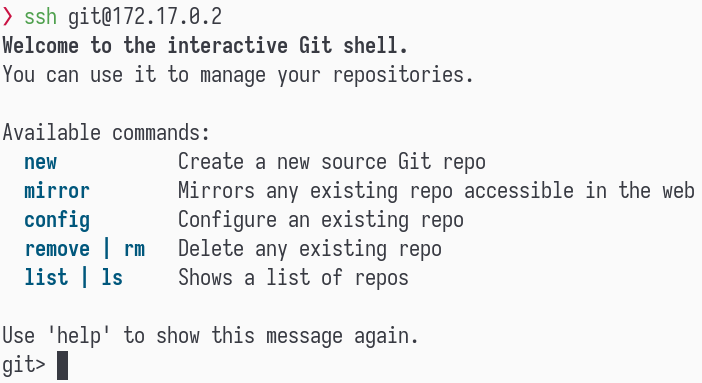 ❯ ssh git@172.17.0.2
Welcome to the interactive Git shell.
You can use it to manage your repositories.
Available commands:
new Create a new source Git repo
mirror Mirrors any existing repo accessible in the web
config Configure an existing repo
remove | rm Delete any existing repo
list | ls Shows a list of repos
Use 'help' to show this message again.
git>